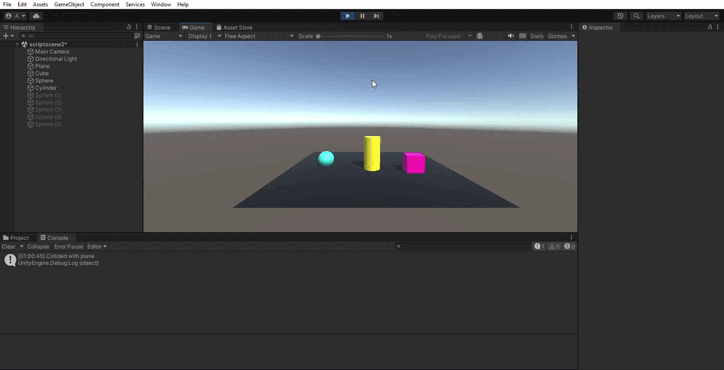 File Edit Assets GameObject Component Services Window Help
A
Layers Layout
Hierarchy
Scene Game Asset Store
Inspector
Game Display 1 Free Aspect Scale 1x Play Focused Stats Gizmos
All
scriptscene2*
Main Camera
Directional Light
Plane
Cube
Sphere
Cylinder
Sphere (1)
Sphere (2)
Sphere (3)
Sphere (4)
Sphere (5)
Project Console
Clear Collapse Error Pause Editor
1 0 0
[01:00:45] Collided with plane
UnityEngine.Debug:Log (object)